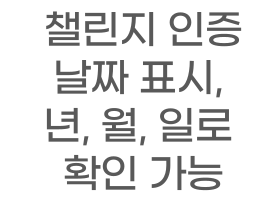 챌린지 인증
날짜 표시,
년, 월, 일로
확인 가능